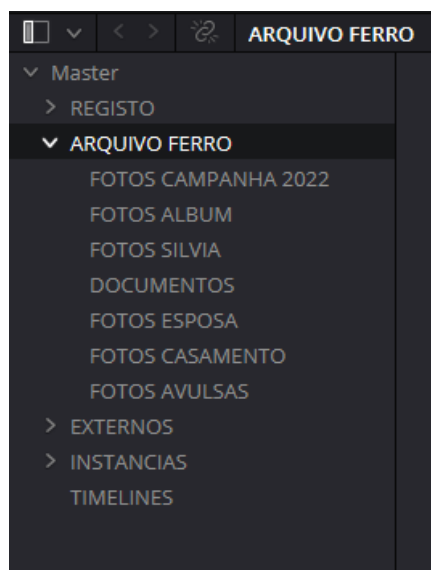 ARQUIVO FERRO
Master
REGISTO
ARQUIVO FERRO
FOTOS CAMPANHA 2022
FOTOS ALBUM
FOTOS SILVIA
DOCUMENTOS
FOTOS ESPOSA
FOTOS CASAMENTO
FOTOS AVULSAS
EXTERNOS
INSTANCIAS
TIMELINES